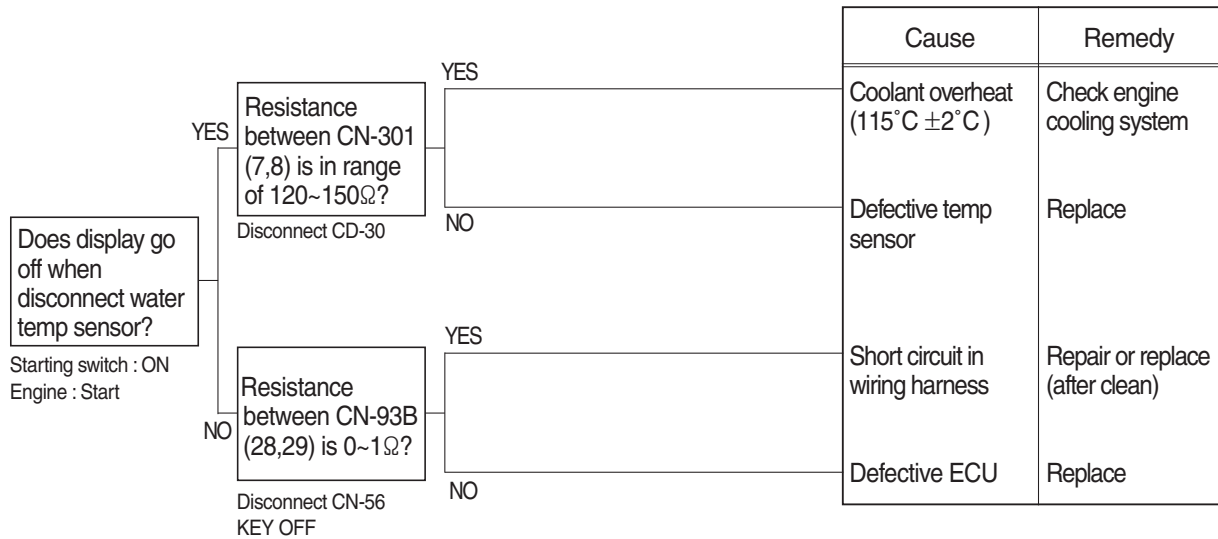 Does display go
off when
disconnect water
temp sensor?
Starting switch : ON
Engine : Start
YES
Resistance
between CN-301
(7,8) is in range
of 120~150Ω?
Disconnect CD-30
NO
Resistance
between CN-93B
(28,29) is 0~1Ω?
Disconnect CN-56
KEY OFF
YES
NO
YES
NO
Cause Remedy
Coolant overheat Check engine
(115˚C ±2˚C ) cooling system
Defective temp Replace
sensor
Short circuit in Repair or replace
wiring harness (after clean)
Defective ECU Replace